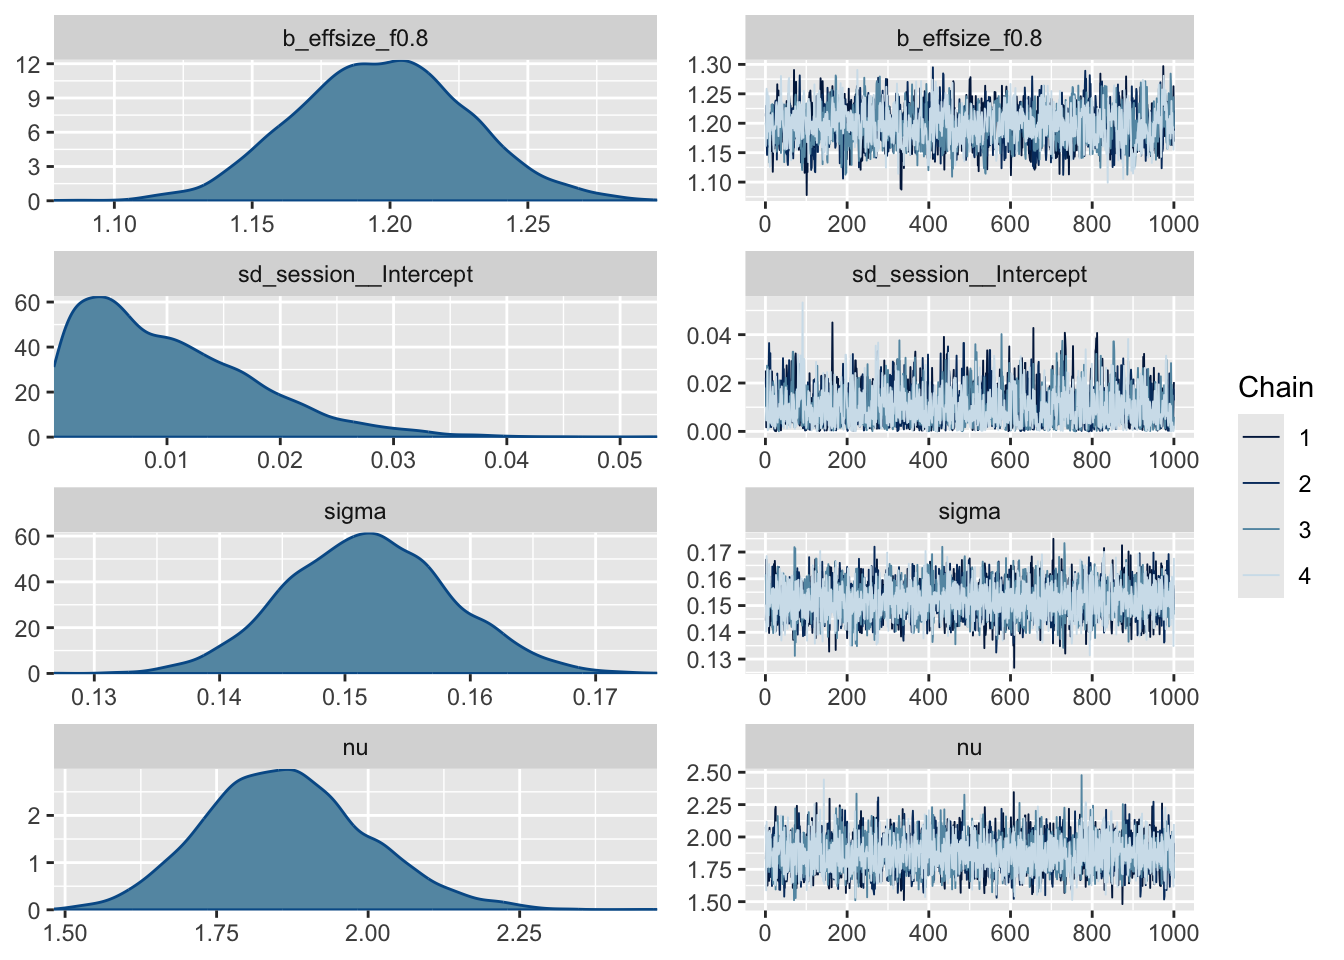 b_effsize_f0.8
12
9
6
3
0
1.10 1.15 1.20 1.25
b_effsize_f0.8
1.30
1.25
1.20
1.15
1.10
0 200 400 600 800 1000
sd_session__Intercept
60
40
20
0
0.01 0.02 0.03 0.04 0.05
sd_session__Intercept
0.04
0.02
0.00
0 200 400 600 800 1000
sigma
60
40
20
0
0.13 0.14 0.15 0.16 0.17
sigma
0.17
0.16
0.15
0.14
0.13
0 200 400 600 800 1000
nu
2
1
0
1.50 1.75 2.00 2.25
nu
2.50
2.25
2.00
1.75
1.50
0 200 400 600 800 1000
Chain
1
2
3
4